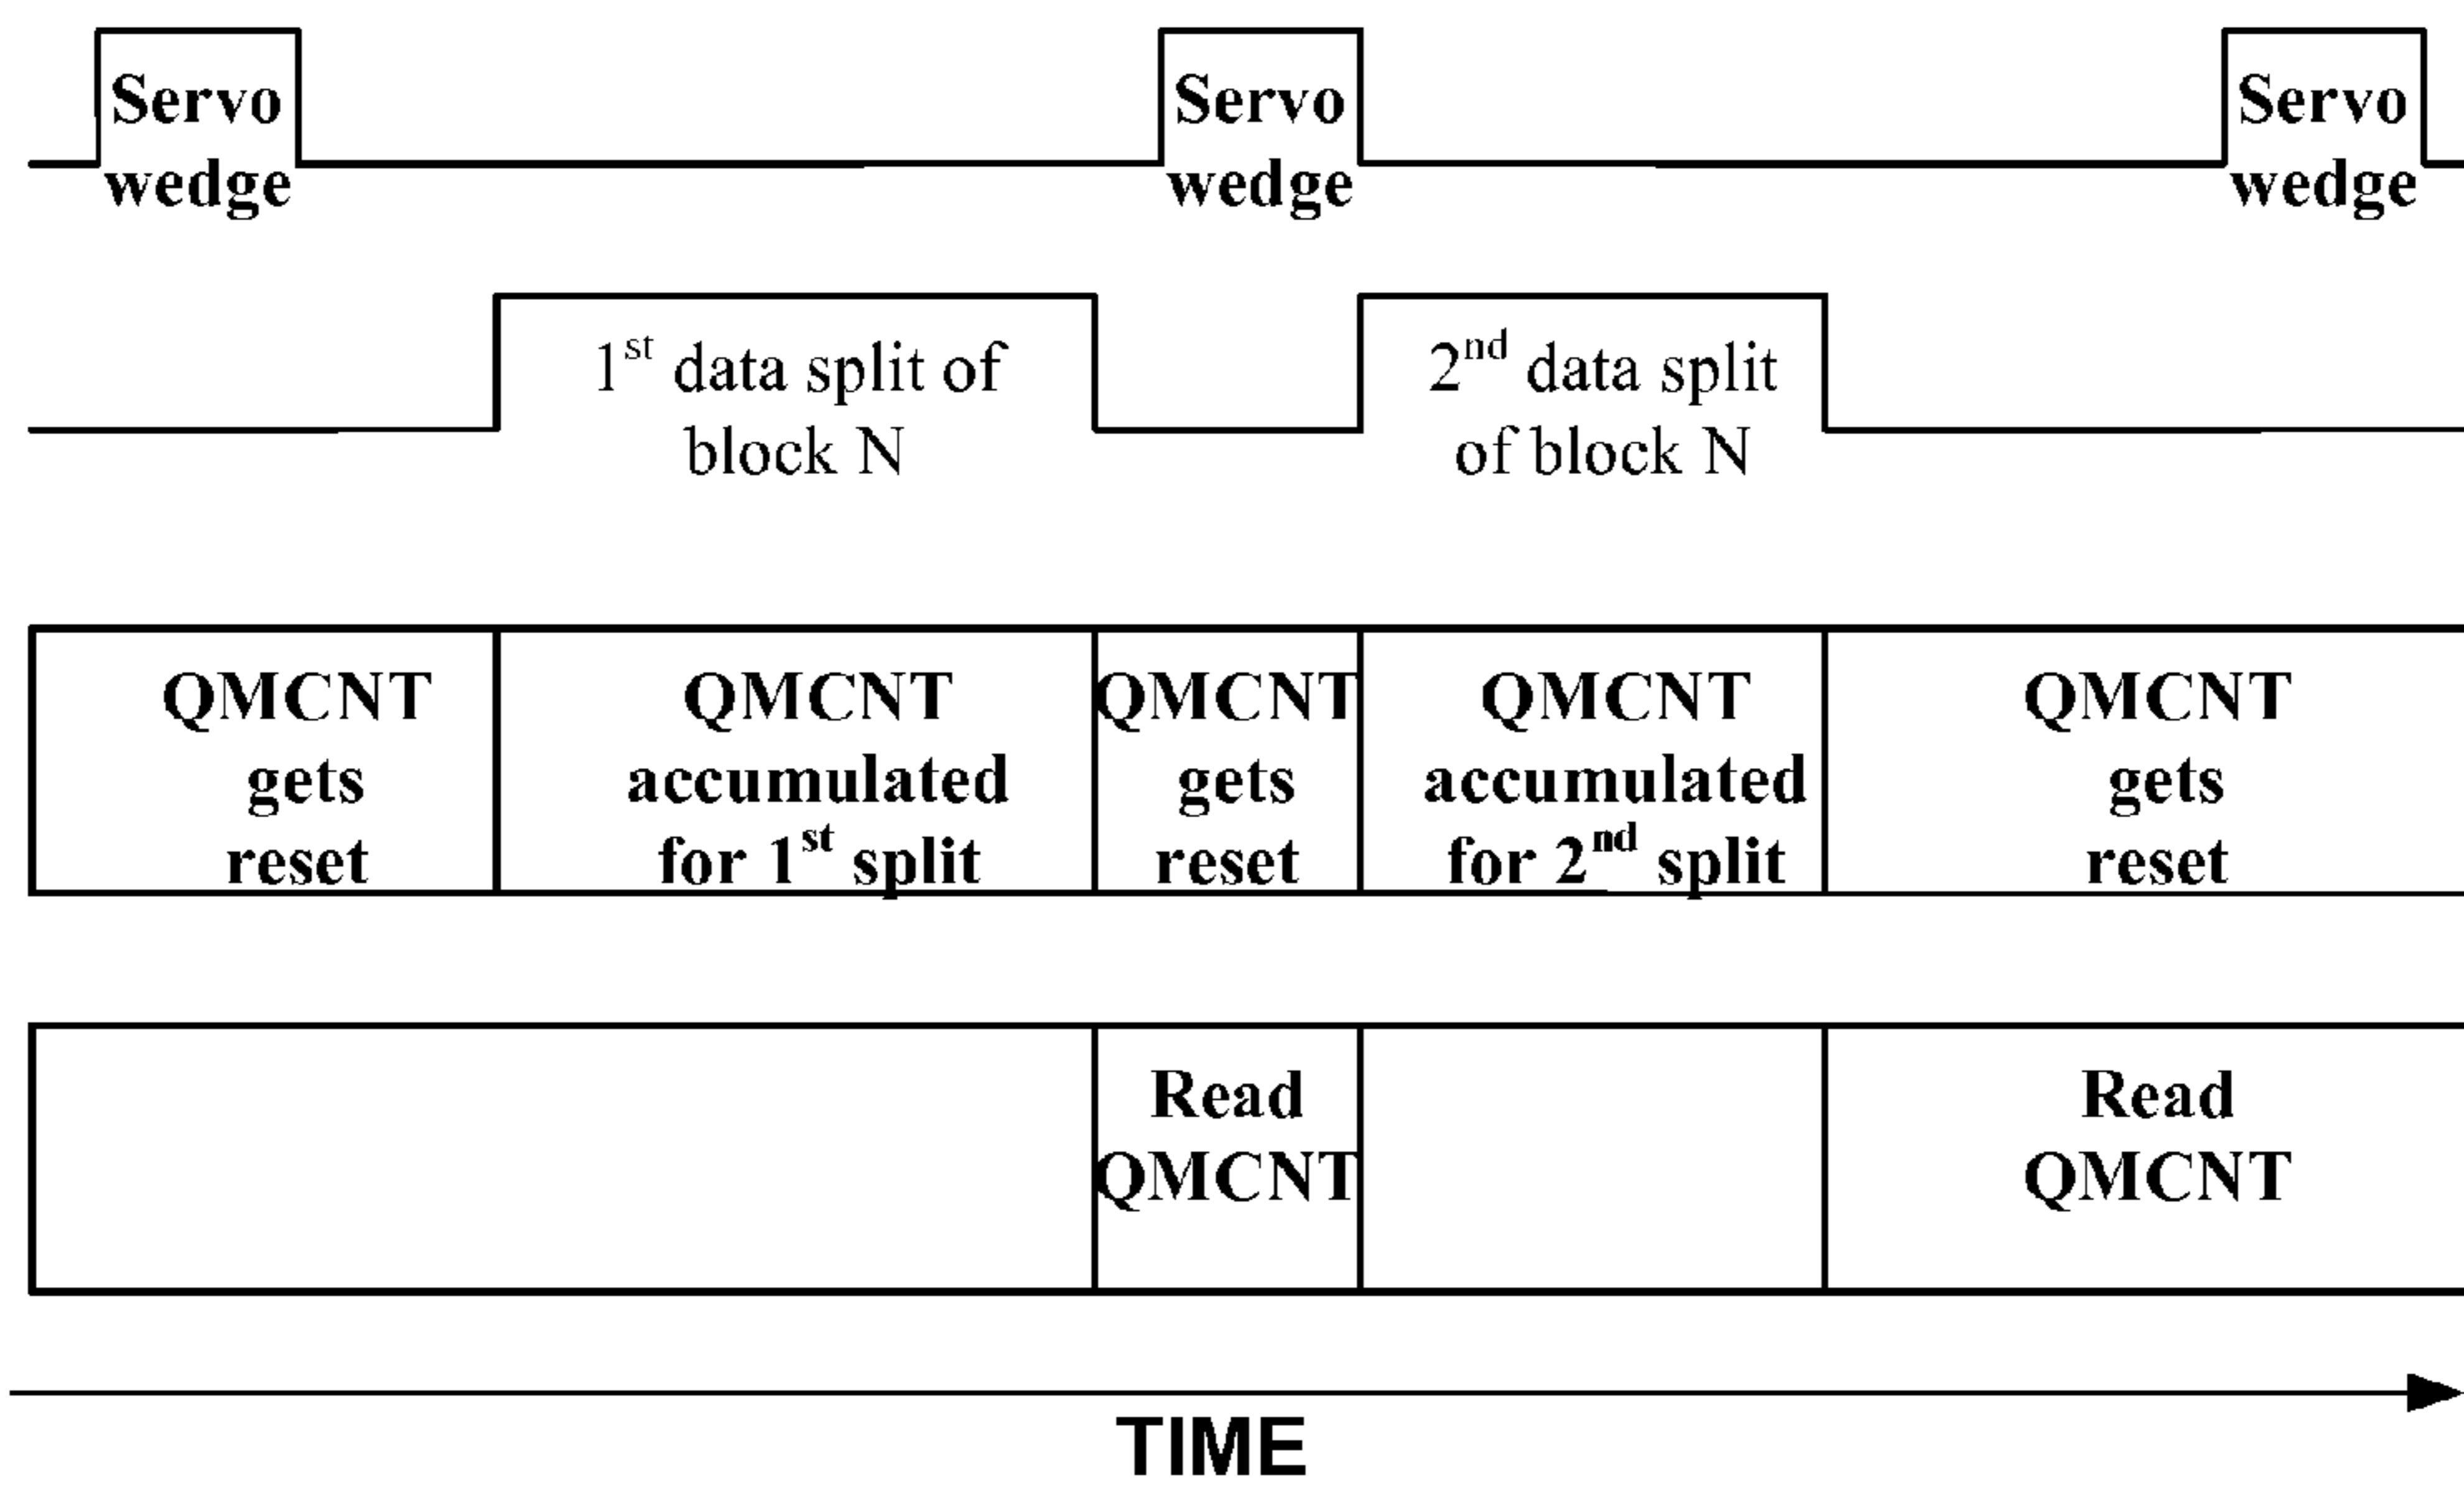 Servo
wedge
Servo
wedge
Servo
wedge
1st data split of
block N
2nd data split
of block N
QMCNT
gets
reset
QMCNT
accumulated
for 1st split
QMCNT
gets
reset
QMCNT
accumulated
for 2nd split
QMCNT
gets
reset
Read
QMCNT
Read
QMCNT
TIME